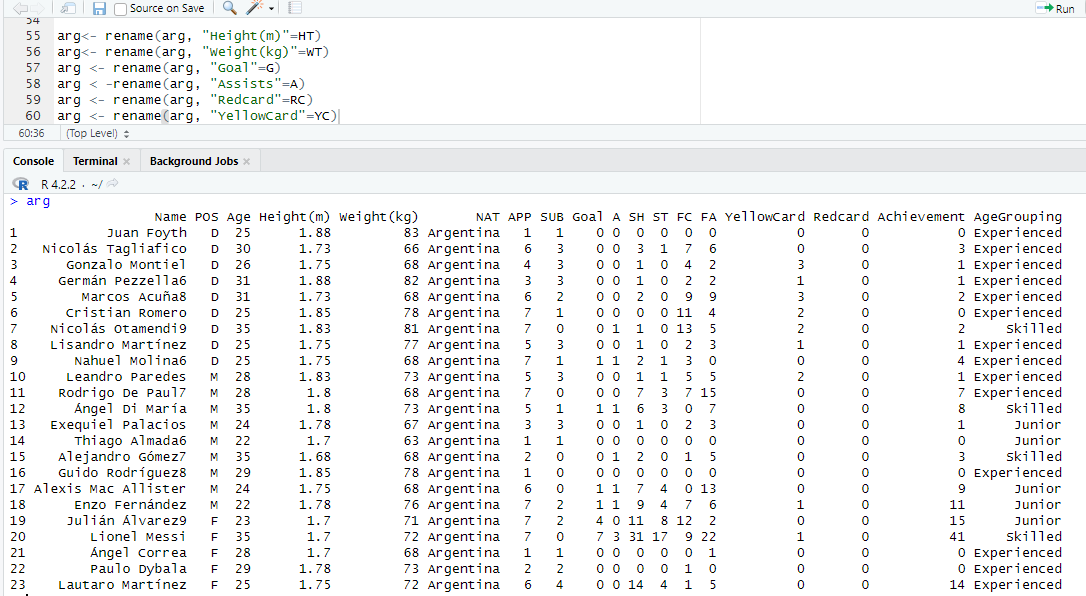 Source on Save
Run
54
55 arg<- rename(arg, "Height(m)"=HT)
56 arg<- rename(arg, "Weight(kg)"=WT)
57 arg <- rename(arg, "Goal"=G)
58 arg < -rename(arg, "Assists"=A)
59 arg <- rename(arg, "Redcard"=RC)
60 arg <- rename(arg, "YellowCard"=YC)
60:36 (Top Level)
Console Terminal Background Jobs
R R 4.2.2 · ~/
> arg
Name POS Age Height(m) Weight(kg) NAT APP SUB Goal A SH ST FC FA YellowCard Redcard Achievement AgeGrouping
1 Juan Foyth D 25 1.88 83 Argentina 1 1 0 0 0 0 0 0 0 0 0 Experienced
2 Nicolás Tagliafico D 30 1.73 66 Argentina 6 3 0 0 3 1 7 6 0 0 3 Experienced
3 Gonzalo Montiel D 26 1.75 68 Argentina 4 3 0 0 1 0 4 2 3 0 1 Experienced
4 Germán Pezzella6 D 31 1.88 82 Argentina 3 3 0 0 1 0 2 2 1 0 1 Experienced
5 Marcos Acuña8 D 31 1.73 68 Argentina 6 2 0 0 2 0 9 9 3 0 2 Experienced
6 Cristian Romero D 25 1.85 78 Argentina 7 1 0 0 0 0 11 4 2 0 0 Experienced
7 Nicolás Otamendi9 D 35 1.83 81 Argentina 7 0 0 1 1 0 13 5 2 0 2 Skilled
8 Lisandro Martínez D 25 1.75 77 Argentina 5 3 0 0 1 0 2 3 1 0 1 Experienced
9 Nahuel Molina6 D 25 1.75 68 Argentina 7 1 1 1 2 1 3 0 0 0 4 Experienced
10 Leandro Paredes M 28 1.83 73 Argentina 5 3 0 0 1 1 5 5 2 0 1 Experienced
11 Rodrigo De Paul7 M 28 1.8 68 Argentina 7 0 0 0 7 3 7 15 0 0 7 Experienced
12 Ángel Di María M 35 1.8 73 Argentina 5 1 1 1 6 3 0 7 0 0 8 Skilled
13 Exequiel Palacios M 24 1.78 67 Argentina 3 3 0 0 1 0 2 3 0 0 1 Junior
14 Thiago Almada6 M 22 1.7 63 Argentina 1 1 0 0 0 0 0 0 0 0 0 Junior
15 Alejandro Gómez7 M 35 1.68 68 Argentina 2 0 0 1 2 0 1 5 0 0 3 Skilled
16 Guido Rodríguez8 M 29 1.85 78 Argentina 1 0 0 0 0 0 0 0 0 0 0 Experienced
17 Alexis Mac Allister M 24 1.75 68 Argentina 6 0 1 1 7 4 0 13 0 0 9 Junior
18 Enzo Fernández M 22 1.78 76 Argentina 7 2 1 1 9 4 7 6 1 0 11 Junior
19 Julián Álvarez9 F 23 1.7 71 Argentina 7 2 4 0 11 8 12 2 0 0 15 Junior
20 Lionel Messi F 35 1.7 72 Argentina 7 0 7 3 31 17 9 22 1 0 41 Skilled
21 Ángel Correa F 28 1.7 68 Argentina 1 1 0 0 0 0 0 1 0 0 0 Experienced
22 Paulo Dybala F 29 1.78 73 Argentina 2 2 0 0 0 0 1 0 0 0 0 Experienced
23 Lautaro Martínez F 25 1.75 72 Argentina 6 4 0 0 14 4 1 5 0 0 14 Experienced